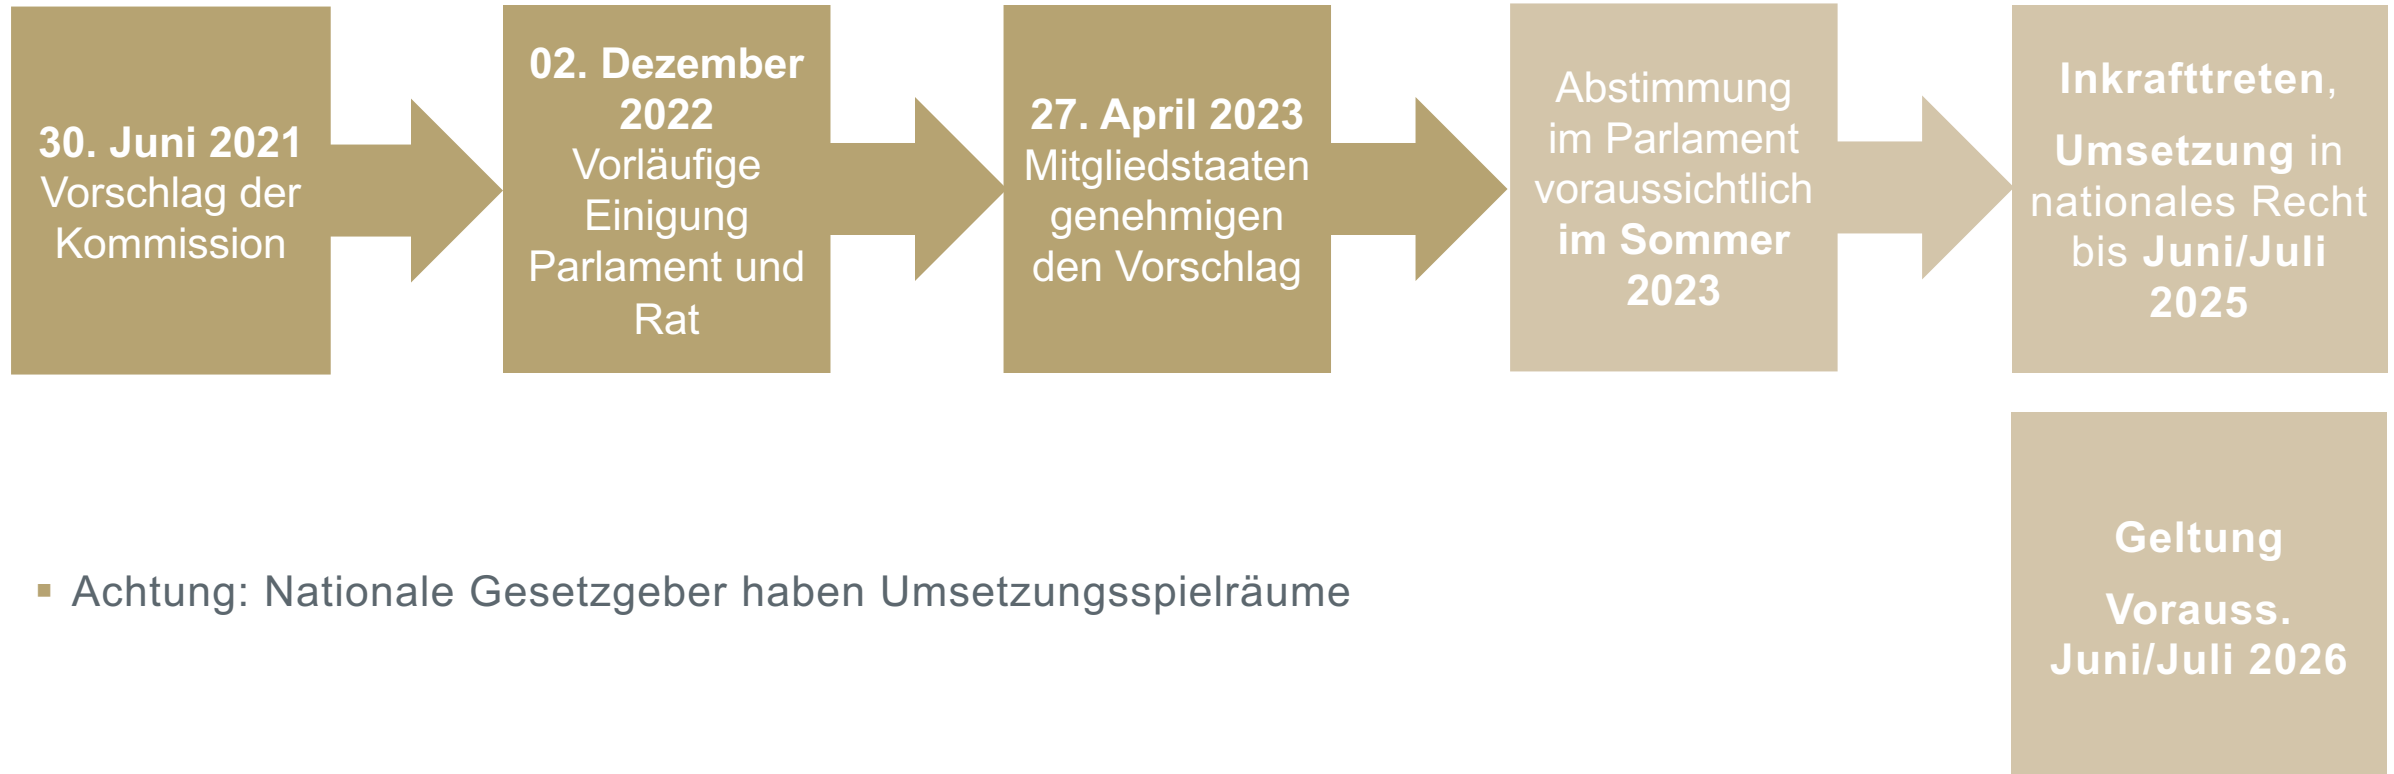 30. Juni 2021
Vorschlag der
Kommission
02. Dezember
2022
Vorläufige
Einigung
Parlament und
Rat
27. April 2023
Mitgliedstaaten
genehmigen
den Vorschlag
Abstimmung
im Parlament
voraussichtlich
im Sommer
2023
Inkrafttreten,
Umsetzung in
nationales Recht
bis Juni/Juli
2025
Geltung
Vorauss.
Juni/Juli 2026
▪ Achtung: Nationale Gesetzgeber haben Umsetzungsspielräume